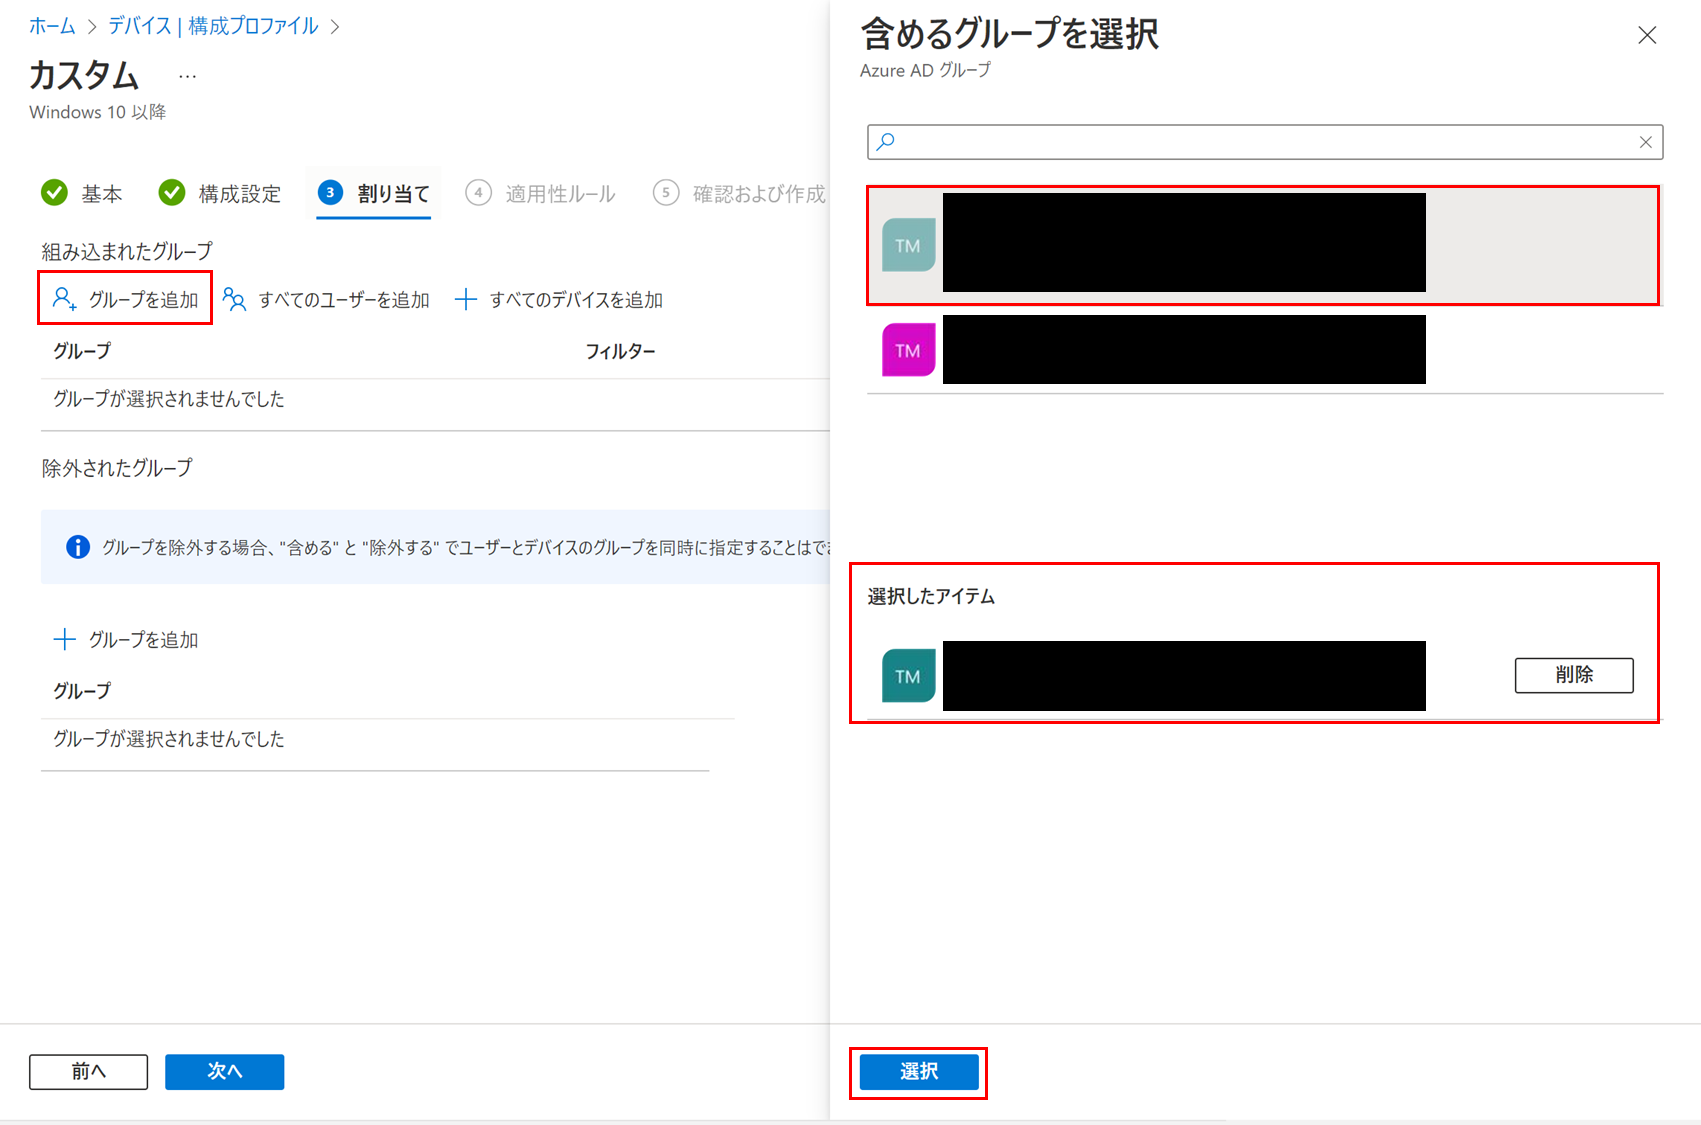 ホーム > デバイス | 構成プロファイル >
カスタム …
Windows 10 以降
基本 構成設定 3 割り当て 4 適用性ルール 5 確認および作成
組み込まれたグループ
グループを追加 すべてのユーザーを追加 + すべてのデバイスを追加
グループ フィルター
グループが選択されませんでした
除外されたグループ
グループを除外する場合、"含める" と "除外する" でユーザーとデバイスのグループを同時に指定することはで
+ グループを追加
グループ
グループが選択されませんでした
前へ 次へ
含めるグループを選択
Azure AD グループ
TM
TM
選択したアイテム
TM 削除
選択